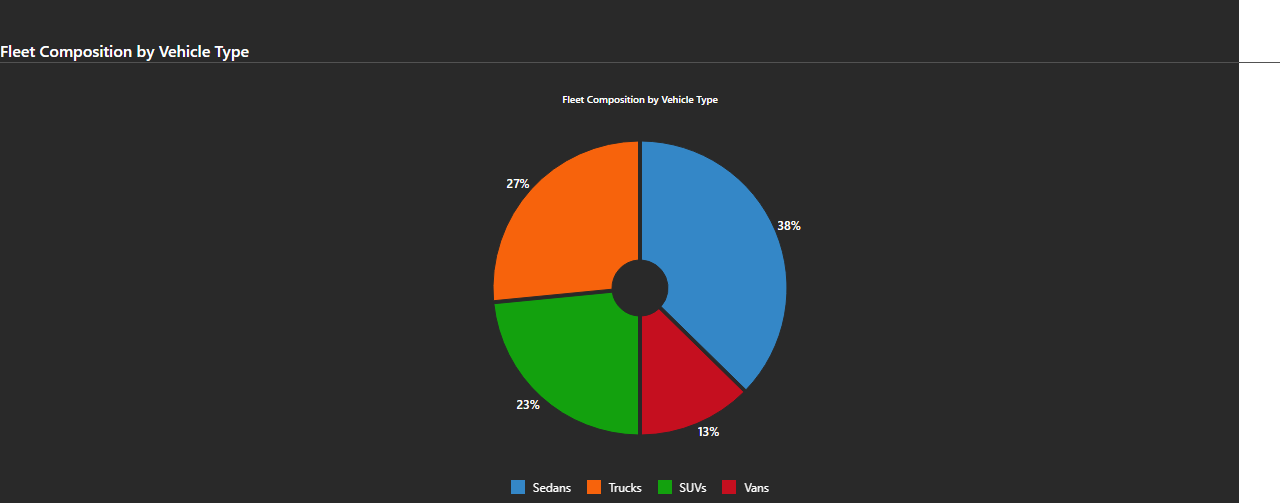 Fleet Composition by Vehicle Type
Fleet Composition by Vehicle Type
27%
38%
23%
13%
Sedans Trucks SUVs Vans